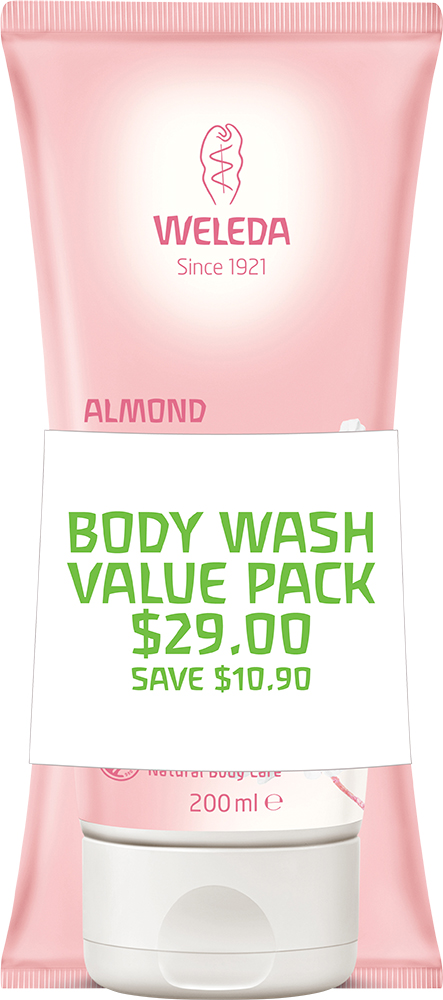 WELEDA
Since 1921
ALMOND
BODY WASH
VALUE PACK
$29.00
SAVE $10.90
Natural Body Care
200 ml e